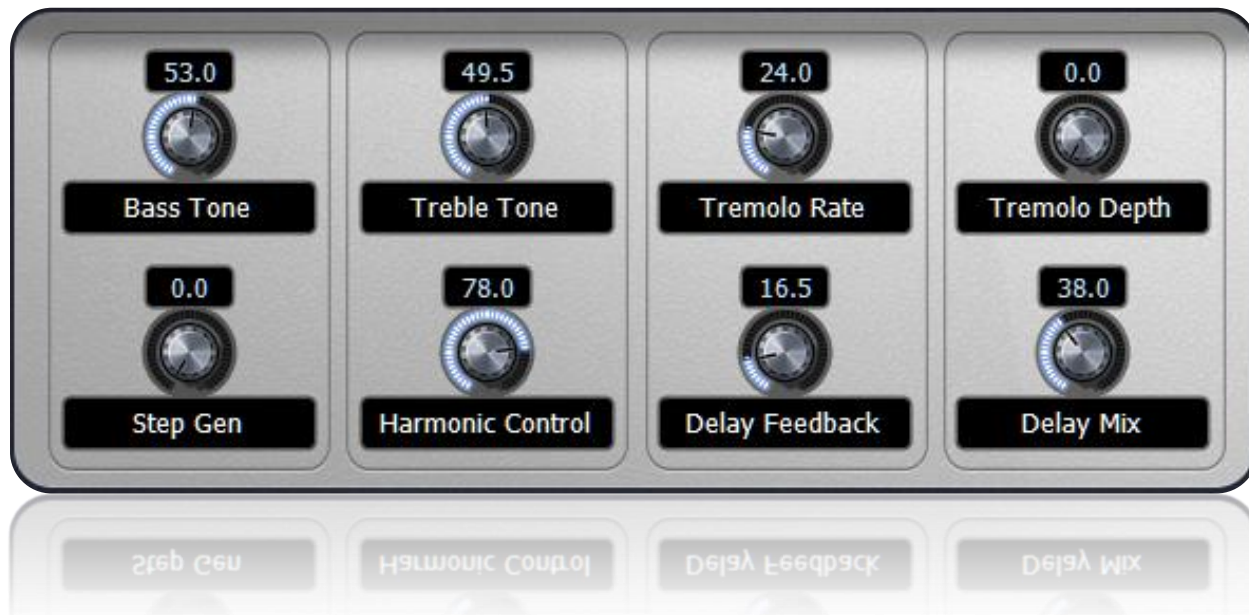 53.0 49.5 24.0 0.0
Bass Tone Treble Tone Tremolo Rate Tremolo Depth
0.0 78.0 16.5 38.0
Step Gen Harmonic Control Delay Feedback Delay Mix
Step Gen Harmonic Control Delay Feedback Delay Mix